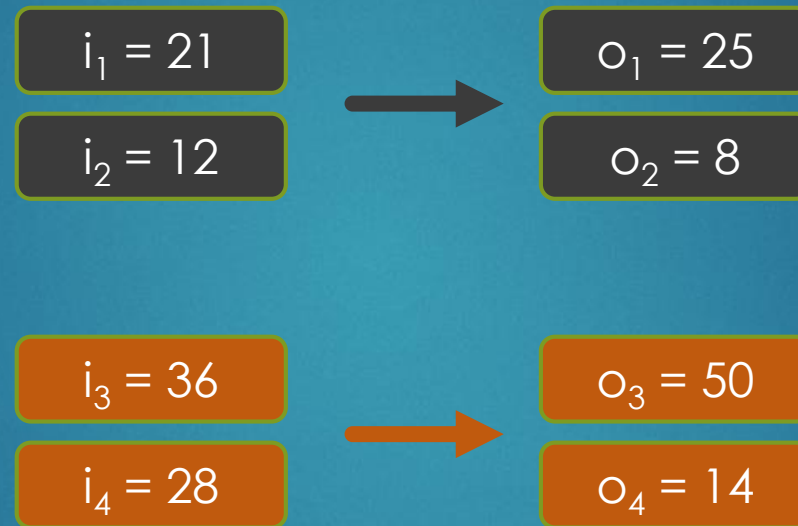 i₁ = 21
o₁ = 25
i₂ = 12
o₂ = 8
i₃ = 36
o₃ = 50
i₄ = 28
o₄ = 14